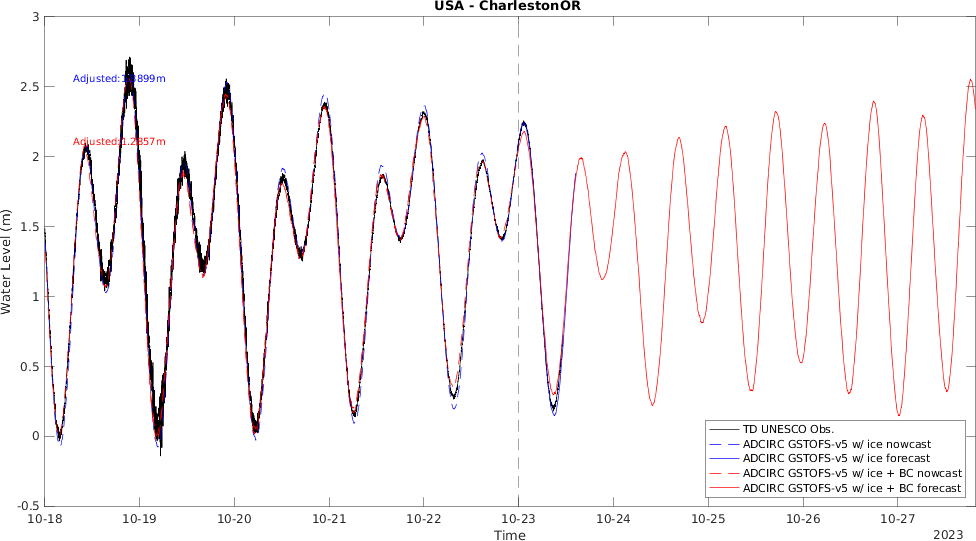 USA - CharlestonOR
3
2.5
2
1.5
1
0.5
0
-0.5
Water Level (m)
Adjusted:1.2857m
10-18 10-19 10-20 10-21 10-22 10-23 10-24 10-25 10-26 10-27
Time
2023
TD UNESCO Obs.
ADCIRC GSTOFS-v5 w/ ice nowcast
ADCIRC GSTOFS-v5 w/ ice forecast
ADCIRC GSTOFS-v5 w/ ice + BC nowcast
ADCIRC GSTOFS-v5 w/ ice + BC forecast